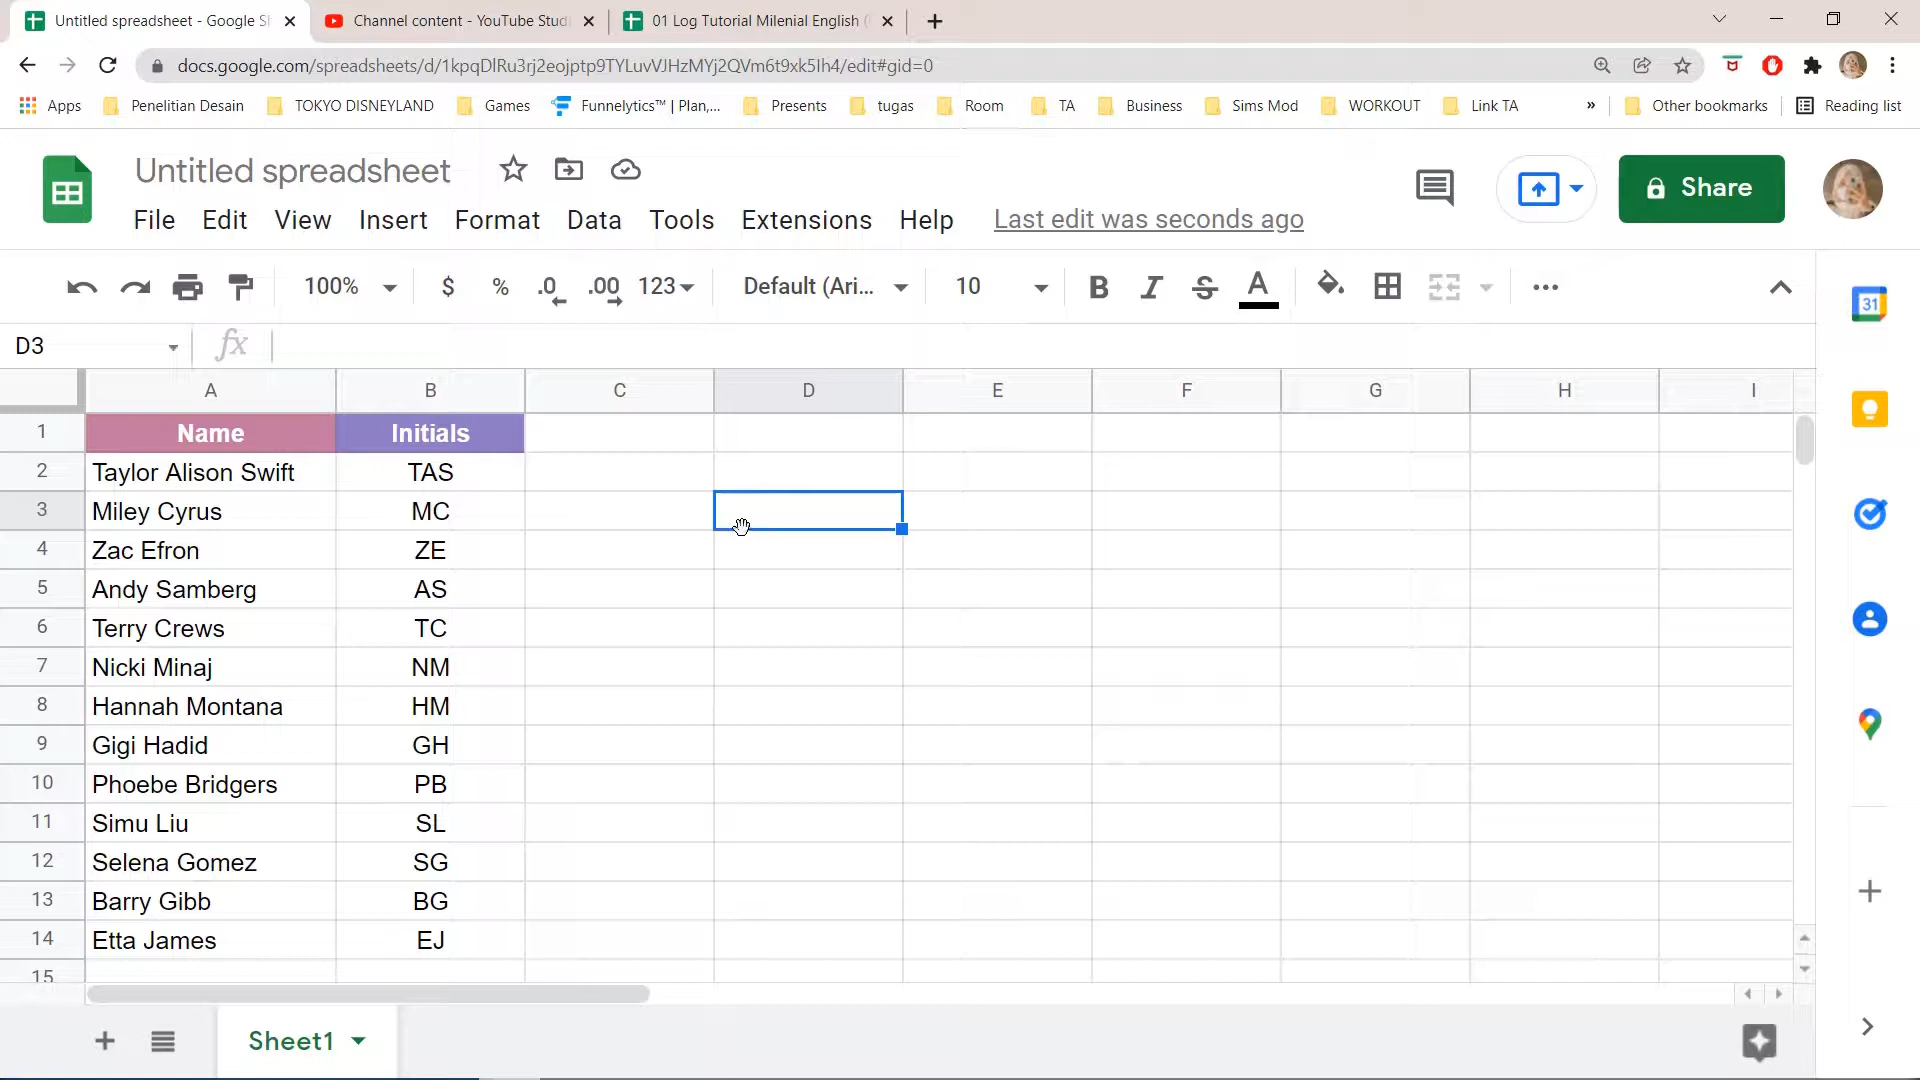 Untitled spreadsheet - Google Sh
Channel content - YouTube Studi
01 Log Tutorial Milenial English (
docs.google.com/spreadsheets/d/1kpqDlRu3rj2eojptp9TYLuvVJHzMYj2QVm6t9xk5Ih4/edit#gid=0
Apps Penelitian Desain TOKYO DISNEYLAND Games Funnelytics™ | Plan,... Presents tugas Room TA Business Sims Mod WORKOUT Link TA » Other bookmarks Reading list
Untitled spreadsheet
Share
File Edit View Insert Format Data Tools Extensions Help Last edit was seconds ago
100% $ % .0 .00 123 Default (Ari... 10 B I S A
31
D3 fx
A B C D E F G H I
1 Name Initials
2 Taylor Alison Swift TAS
3 Miley Cyrus MC
4 Zac Efron ZE
5 Andy Samberg AS
6 Terry Crews TC
7 Nicki Minaj NM
8 Hannah Montana HM
9 Gigi Hadid GH
10 Phoebe Bridgers PB
11 Simu Liu SL
12 Selena Gomez SG
13 Barry Gibb BG
14 Etta James EJ
15
Sheet1